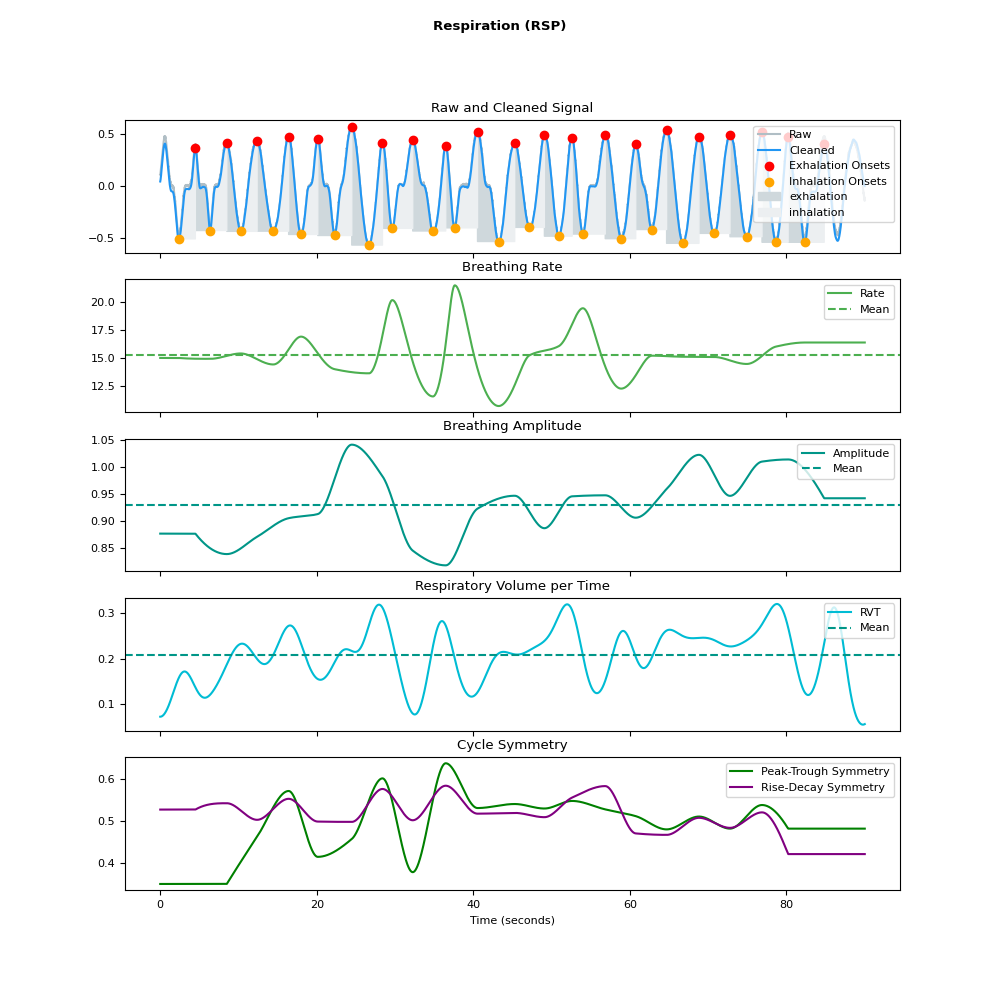 Respiration (RSP)
Raw and Cleaned Signal
0.5
0.0
−0.5
Raw
Cleaned
Exhalation Onsets
Inhalation Onsets
exhalation
inhalation
Breathing Rate
20.0
17.5
15.0
12.5
Rate
Mean
Breathing Amplitude
1.05
1.00
0.95
0.90
0.85
Amplitude
Mean
Respiratory Volume per Time
0.3
0.2
0.1
RVT
Mean
Cycle Symmetry
0.6
0.5
0.4
Peak-Trough Symmetry
Rise-Decay Symmetry
0 20 40 60 80
Time (seconds)